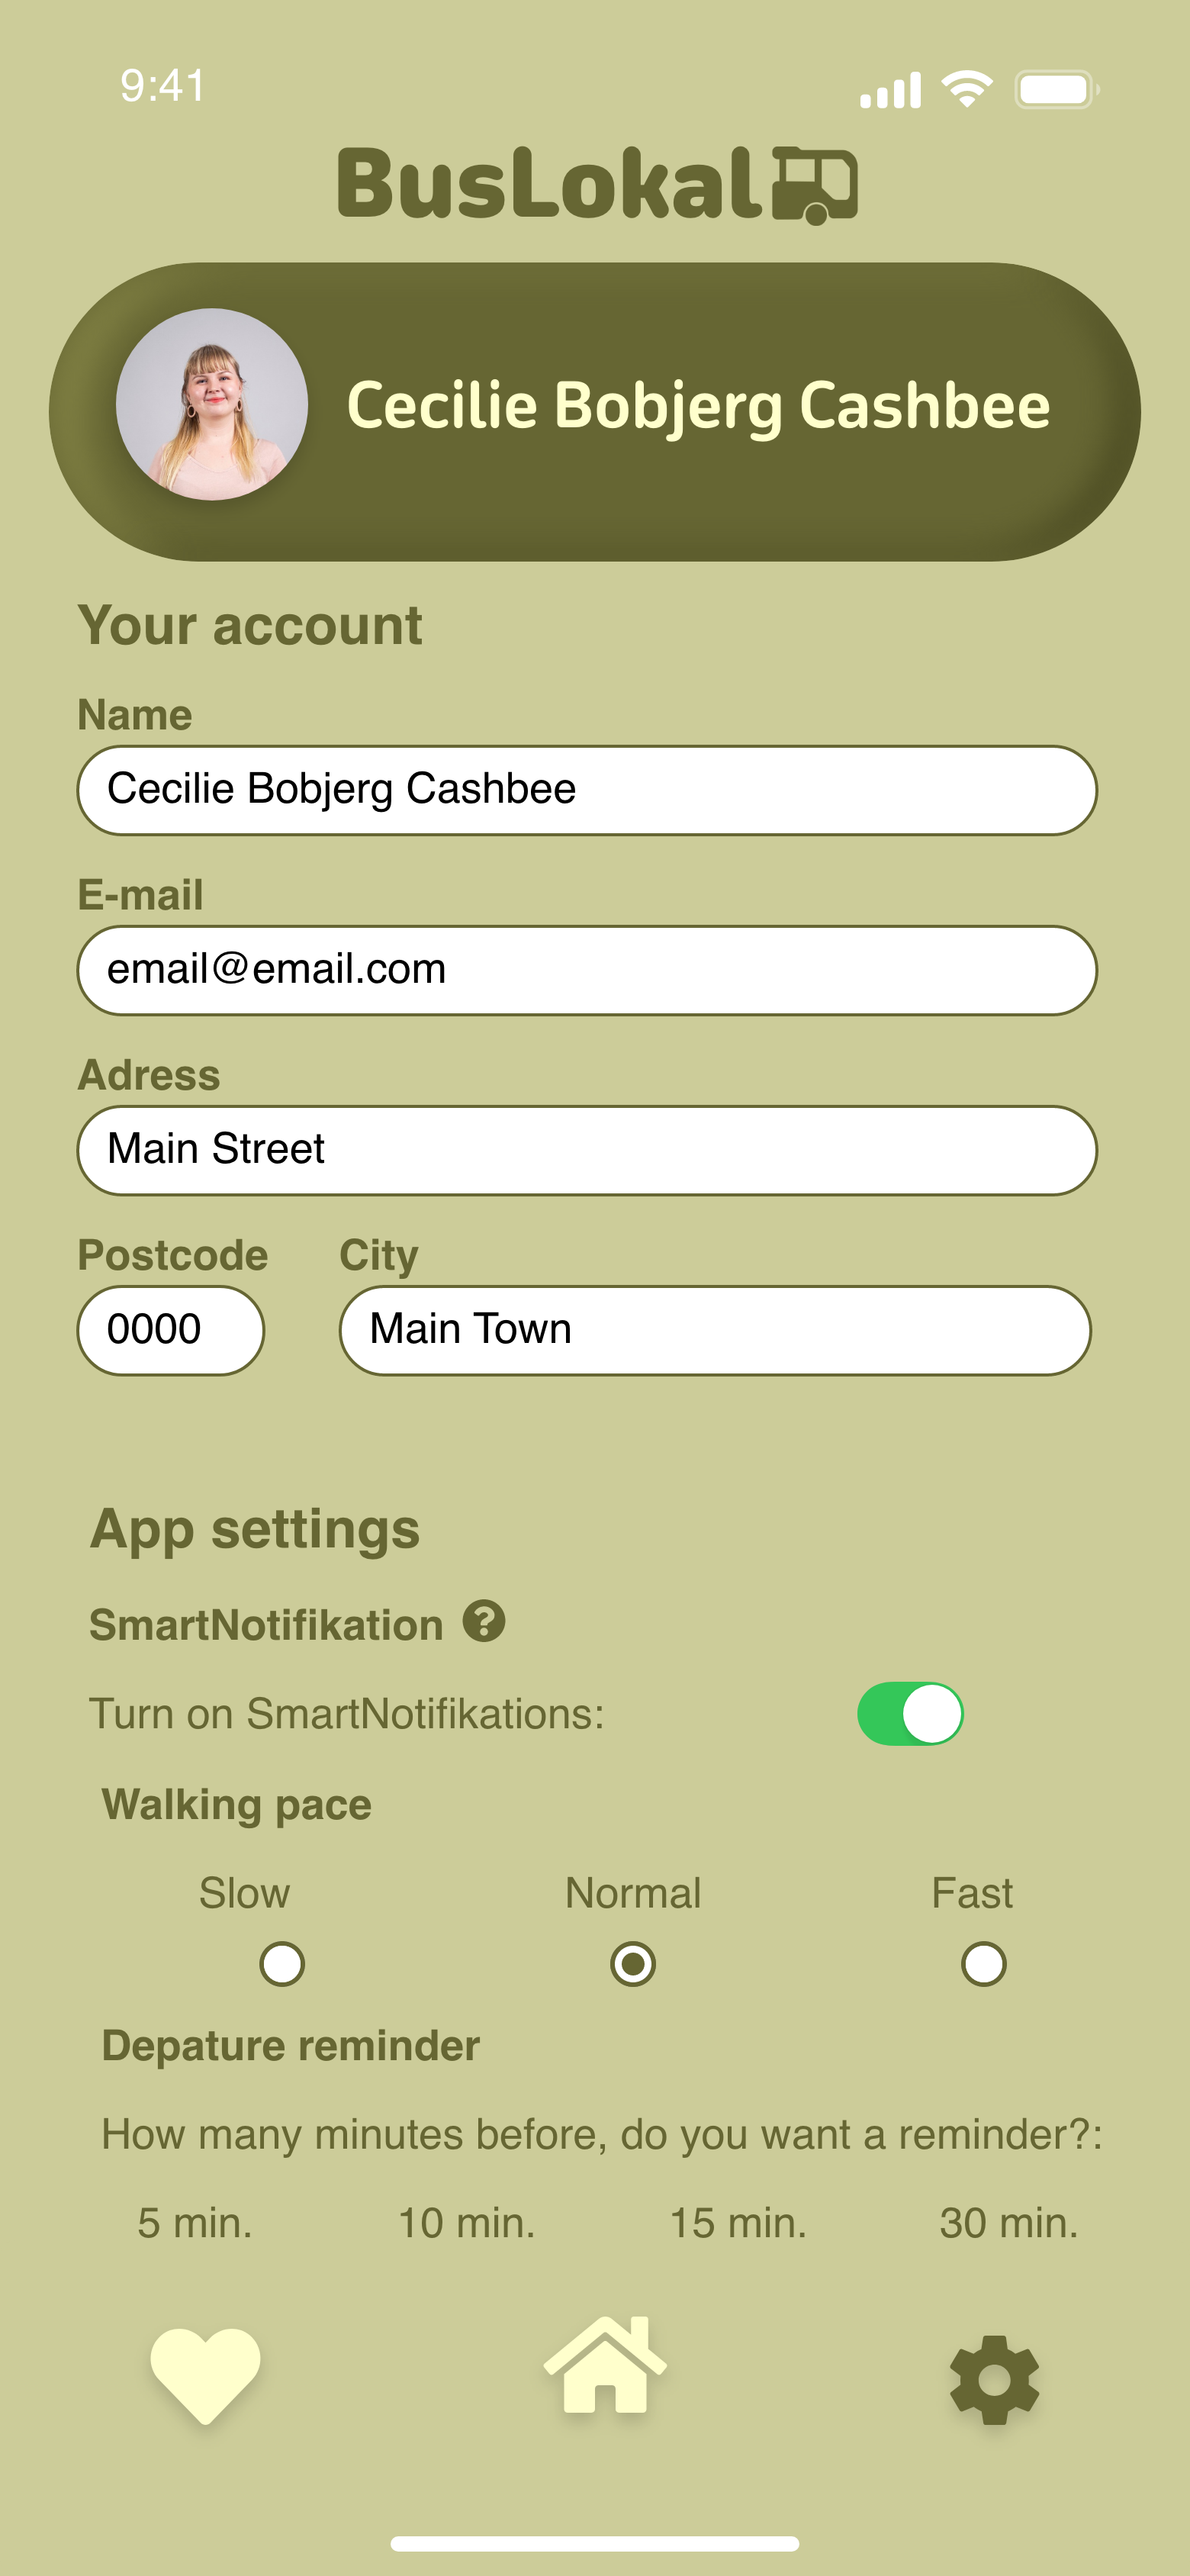 9:41
BusLokal
Cecilie Bobjerg Cashbee
Your account
Name
Cecilie Bobjerg Cashbee
E-mail
email@email.com
Adress
Main Street
Postcode City
0000 Main Town
App settings
SmartNotifikation ?
Turn on SmartNotifikations:
Walking pace
Slow Normal Fast
Depature reminder
How many minutes before, do you want a reminder?:
5 min. 10 min. 15 min. 30 min.